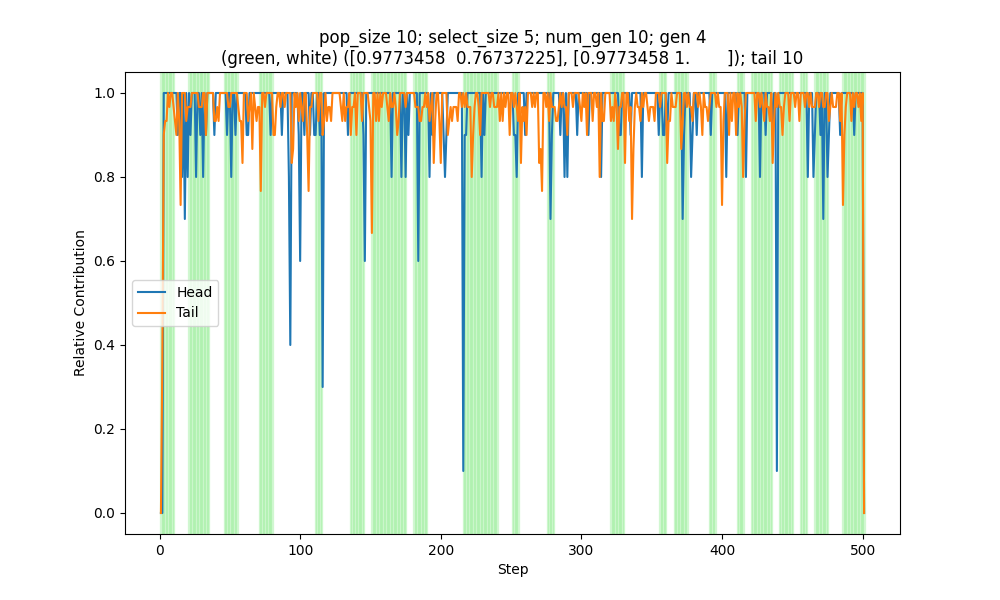 pop_size 10; select_size 5; num_gen 10; gen 4
(green, white) ([0.9773458  0.76737225], [0.9773458 1.        ]); tail 10
Relative Contribution
1.0
0.8
0.6
0.4
0.2
0.0
Head
Tail
0 100 200 300 400 500
Step